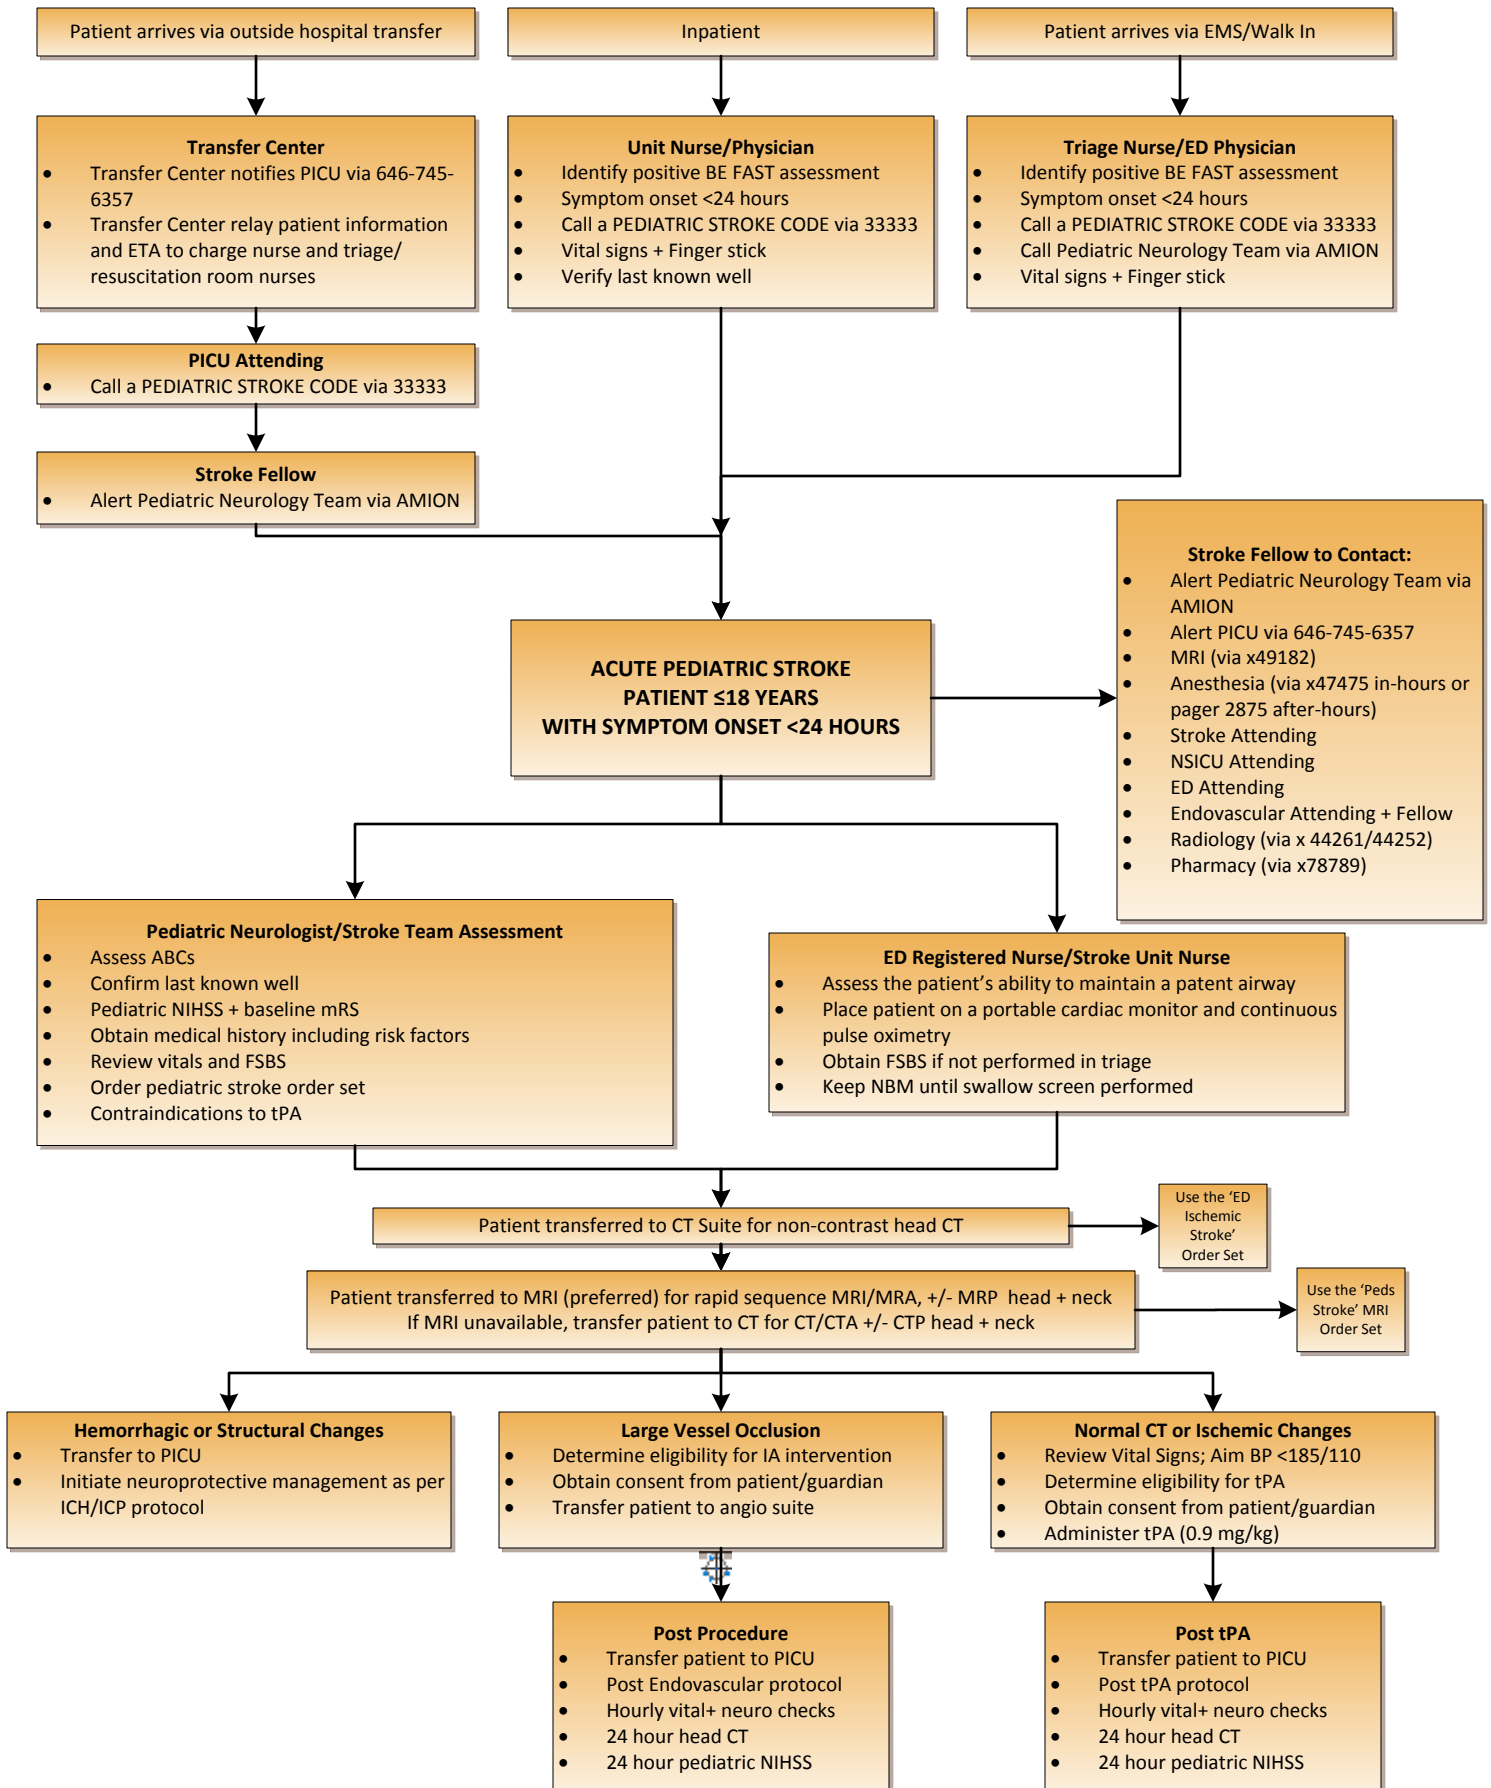 Patient arrives via outside hospital transfer
Inpatient
Patient arrives via EMS/Walk In
Transfer Center
• Transfer Center notifies PICU via 646-745-
6357
• Transfer Center relay patient information
and ETA to charge nurse and triage/
resuscitation room nurses
Unit Nurse/Physician
• Identify positive BE FAST assessment
• Symptom onset <24 hours
• Call a PEDIATRIC STROKE CODE via 33333
• Vital signs + Finger stick
• Verify last known well
Triage Nurse/ED Physician
• Identify positive BE FAST assessment
• Symptom onset <24 hours
• Call a PEDIATRIC STROKE CODE via 33333
• Call Pediatric Neurology Team via AMION
• Vital signs + Finger stick
PICU Attending
• Call a PEDIATRIC STROKE CODE via 33333
Stroke Fellow
• Alert Pediatric Neurology Team via AMION
Stroke Fellow to Contact:
• Alert Pediatric Neurology Team via
AMION
• Alert PICU via 646-745-6357
• MRI (via x49182)
• Anesthesia (via x47475 in-hours or
pager 2875 after-hours)
• Stroke Attending
• NSICU Attending
• ED Attending
• Endovascular Attending + Fellow
• Radiology (via x 44261/44252)
• Pharmacy (via x78789)
ACUTE PEDIATRIC STROKE
PATIENT ≤18 YEARS
WITH SYMPTOM ONSET <24 HOURS
Pediatric Neurologist/Stroke Team Assessment
• Assess ABCs
• Confirm last known well
• Pediatric NIHSS + baseline mRS
• Obtain medical history including risk factors
• Review vitals and FSBS
• Order pediatric stroke order set
• Contraindications to tPA
ED Registered Nurse/Stroke Unit Nurse
• Assess the patient's ability to maintain a patent airway
• Place patient on a portable cardiac monitor and continuous
pulse oximetry
• Obtain FSBS if not performed in triage
• Keep NBM until swallow screen performed
Patient transferred to CT Suite for non-contrast head CT
Use the 'ED
Ischemic
Stroke'
Order Set
Patient transferred to MRI (preferred) for rapid sequence MRI/MRA, +/- MRP head + neck
If MRI unavailable, transfer patient to CT for CT/CTA +/- CTP head + neck
Use the 'Peds
Stroke' MRI
Order Set
Hemorrhagic or Structural Changes
• Transfer to PICU
• Initiate neuroprotective management as per
ICH/ICP protocol
Large Vessel Occlusion
• Determine eligibility for IA intervention
• Obtain consent from patient/guardian
• Transfer patient to angio suite
Normal CT or Ischemic Changes
• Review Vital Signs; Aim BP <185/110
• Determine eligibility for tPA
• Obtain consent from patient/guardian
• Administer tPA (0.9 mg/kg)
Post Procedure
• Transfer patient to PICU
• Post Endovascular protocol
• Hourly vital+ neuro checks
• 24 hour head CT
• 24 hour pediatric NIHSS
Post tPA
• Transfer patient to PICU
• Post tPA protocol
• Hourly vital+ neuro checks
• 24 hour head CT
• 24 hour pediatric NIHSS